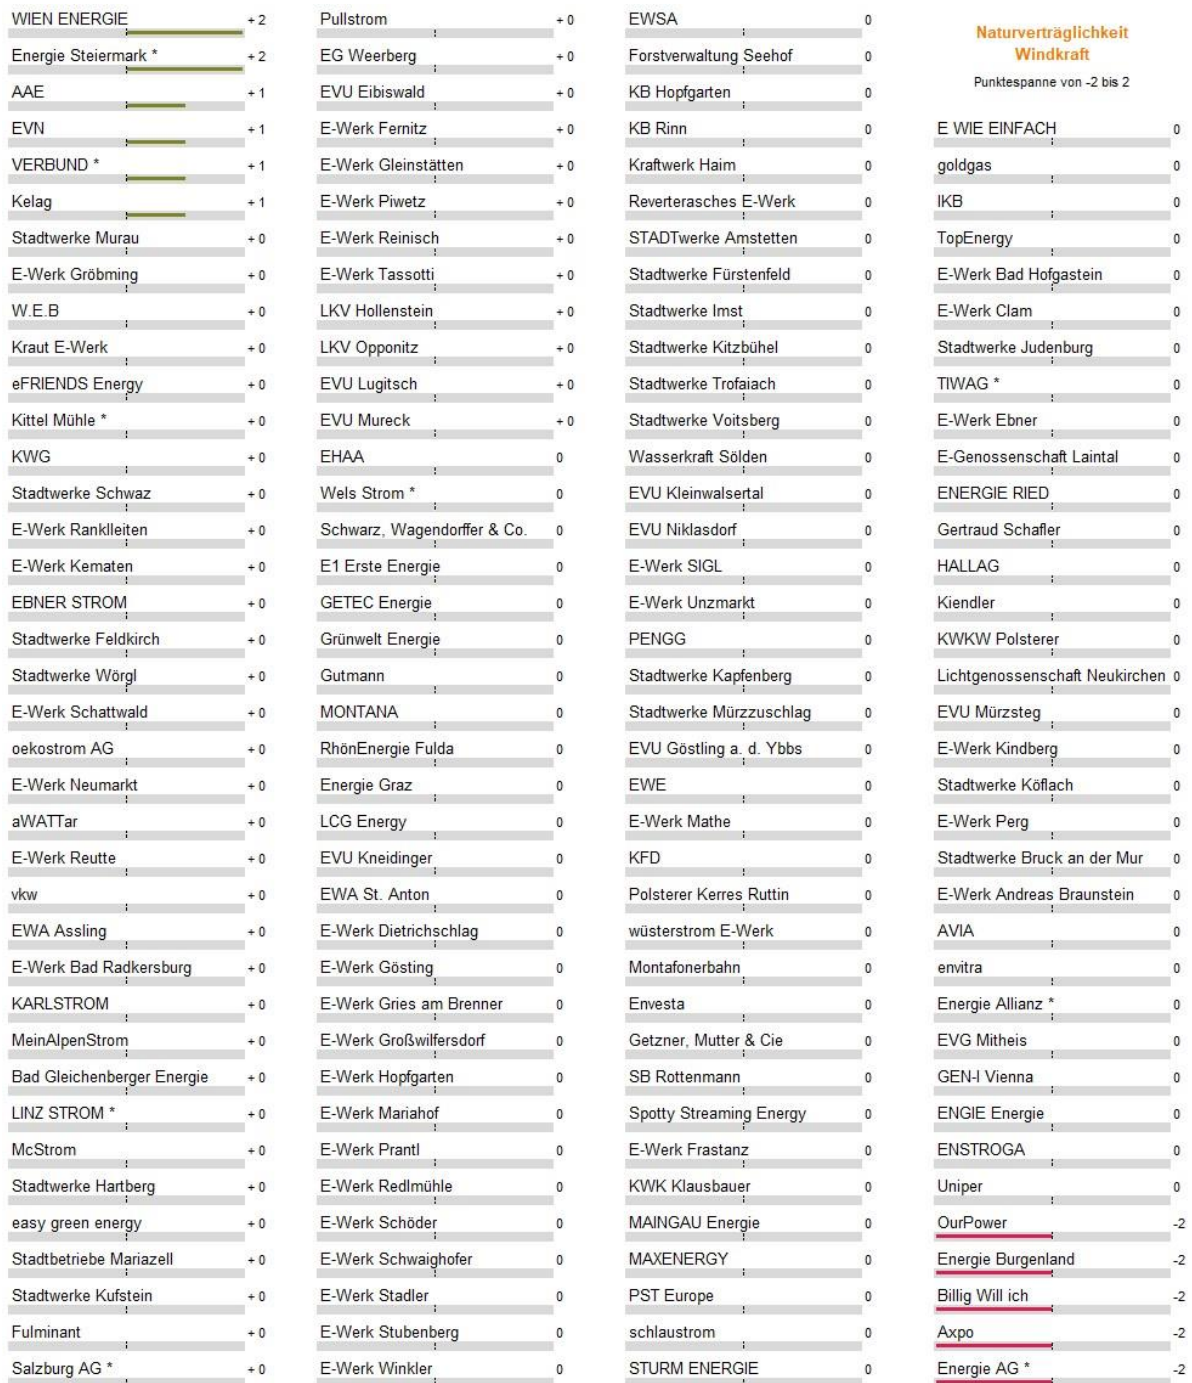 WIEN ENERGIE + 2
Energie Steiermark * + 2
AAE + 1
EVN + 1
VERBUND * + 1
Kelag + 1
Stadtwerke Murau + 0
E-Werk Gröbming + 0
W.E.B + 0
Kraut E-Werk + 0
eFRIENDS Energy + 0
Kittel Mühle * + 0
KWG + 0
Stadtwerke Schwaz + 0
E-Werk Ranklleiten + 0
E-Werk Kematen + 0
EBNER STROM + 0
Stadtwerke Feldkirch + 0
Stadtwerke Wörgl + 0
E-Werk Schattwald + 0
oekostrom AG + 0
E-Werk Neumarkt + 0
aWATTar + 0
E-Werk Reutte + 0
vkw + 0
EWA Assling + 0
E-Werk Bad Radkersburg + 0
KARLSTROM + 0
MeinAlpenStrom + 0
Bad Gleichenberger Energie + 0
LINZ STROM * + 0
McStrom + 0
Stadtwerke Hartberg + 0
easy green energy + 0
Stadtbetriebe Mariazell + 0
Stadtwerke Kufstein + 0
Fulminant + 0
Salzburg AG * + 0
Pullstrom + 0
EG Weerberg + 0
EVU Eibiswald + 0
E-Werk Fernitz + 0
E-Werk Gleinstätten + 0
E-Werk Piwetz + 0
E-Werk Reinisch + 0
E-Werk Tassotti + 0
LKV Hollenstein + 0
LKV Opponitz + 0
EVU Lugitsch + 0
EVU Mureck + 0
EHAA 0
Wels Strom * 0
Schwarz, Wagendorffer & Co. 0
E1 Erste Energie 0
GETEC Energie 0
Grünwelt Energie 0
Gutmann 0
MONTANA 0
RhönEnergie Fulda 0
Energie Graz 0
LCG Energy 0
EVU Kneidinger 0
EWA St. Anton 0
E-Werk Dietrichschlag 0
E-Werk Gösting 0
E-Werk Gries am Brenner 0
E-Werk Großwilfersdorf 0
E-Werk Hopfgarten 0
E-Werk Mariahof 0
E-Werk Prantl 0
E-Werk Redlmühle 0
E-Werk Schöder 0
E-Werk Schwaighofer 0
E-Werk Stadler 0
E-Werk Stubenberg 0
E-Werk Winkler 0
EWSA 0
Forstverwaltung Seehof 0
KB Hopfgarten 0
KB Rinn 0
Kraftwerk Haim 0
Reverterasches E-Werk 0
STADTwerke Amstetten 0
Stadtwerke Fürstenfeld 0
Stadtwerke Imst 0
Stadtwerke Kitzbühel 0
Stadtwerke Trofaiach 0
Stadtwerke Voitsberg 0
Wasserkraft Sölden 0
EVU Kleinwalsertal 0
EVU Niklasdorf 0
E-Werk SIGL 0
E-Werk Unzmarkt 0
PENGG 0
Stadtwerke Kapfenberg 0
Stadtwerke Mürzzuschlag 0
EVU Göstling a. d. Ybbs 0
EWE 0
E-Werk Mathe 0
KFD 0
Polsterer Kerres Ruttin 0
wüsterstrom E-Werk 0
Montafonerbahn 0
Envesta 0
Getzner, Mutter & Cie 0
SB Rottenmann 0
Spotty Streaming Energy 0
E-Werk Frastanz 0
KWK Klausbauer 0
MAINGAU Energie 0
MAXENERGY 0
PST Europe 0
schlaustrom 0
STURM ENERGIE 0
Naturverträglichkeit
Windkraft
Punktespanne von -2 bis 2
E WIE EINFACH 0
goldgas 0
IKB 0
TopEnergy 0
E-Werk Bad Hofgastein 0
E-Werk Clam 0
Stadtwerke Judenburg 0
TIWAG * 0
E-Werk Ebner 0
E-Genossenschaft Laintal 0
ENERGIE RIED 0
Gertraud Schafler 0
HALLAG 0
Kiendler 0
KWKW Polsterer 0
Lichtgenossenschaft Neukirchen 0
EVU Mürzsteg 0
E-Werk Kindberg 0
Stadtwerke Köflach 0
E-Werk Perg 0
Stadtwerke Bruck an der Mur 0
E-Werk Andreas Braunstein 0
AVIA 0
envitra 0
Energie Allianz * 0
EVG Mitheis 0
GEN-I Vienna 0
ENGIE Energie 0
ENSTROGA 0
Uniper 0
OurPower -2
Energie Burgenland -2
Billig Will ich -2
Axpo -2
Energie AG * -2